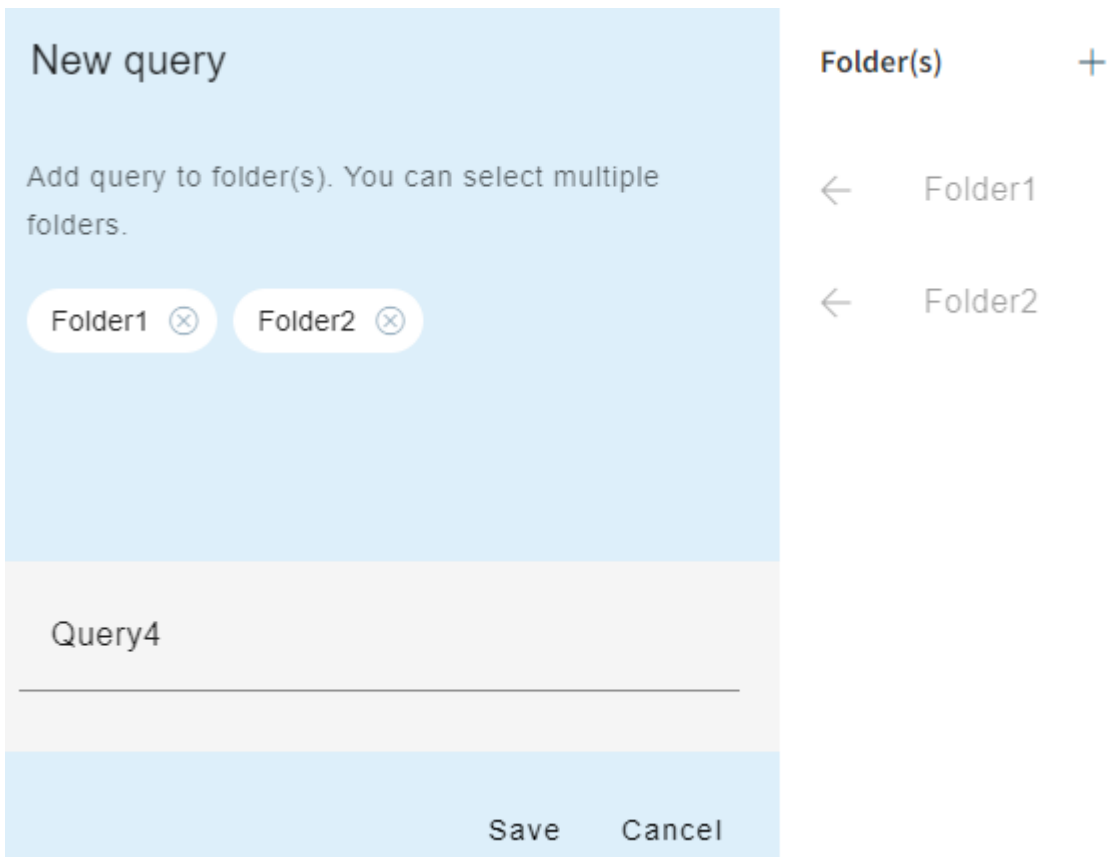 New query
Add query to folder(s). You can select multiple
folders.
Folder1 Folder2
Query4
Save Cancel
Folder(s)
Folder1
Folder2